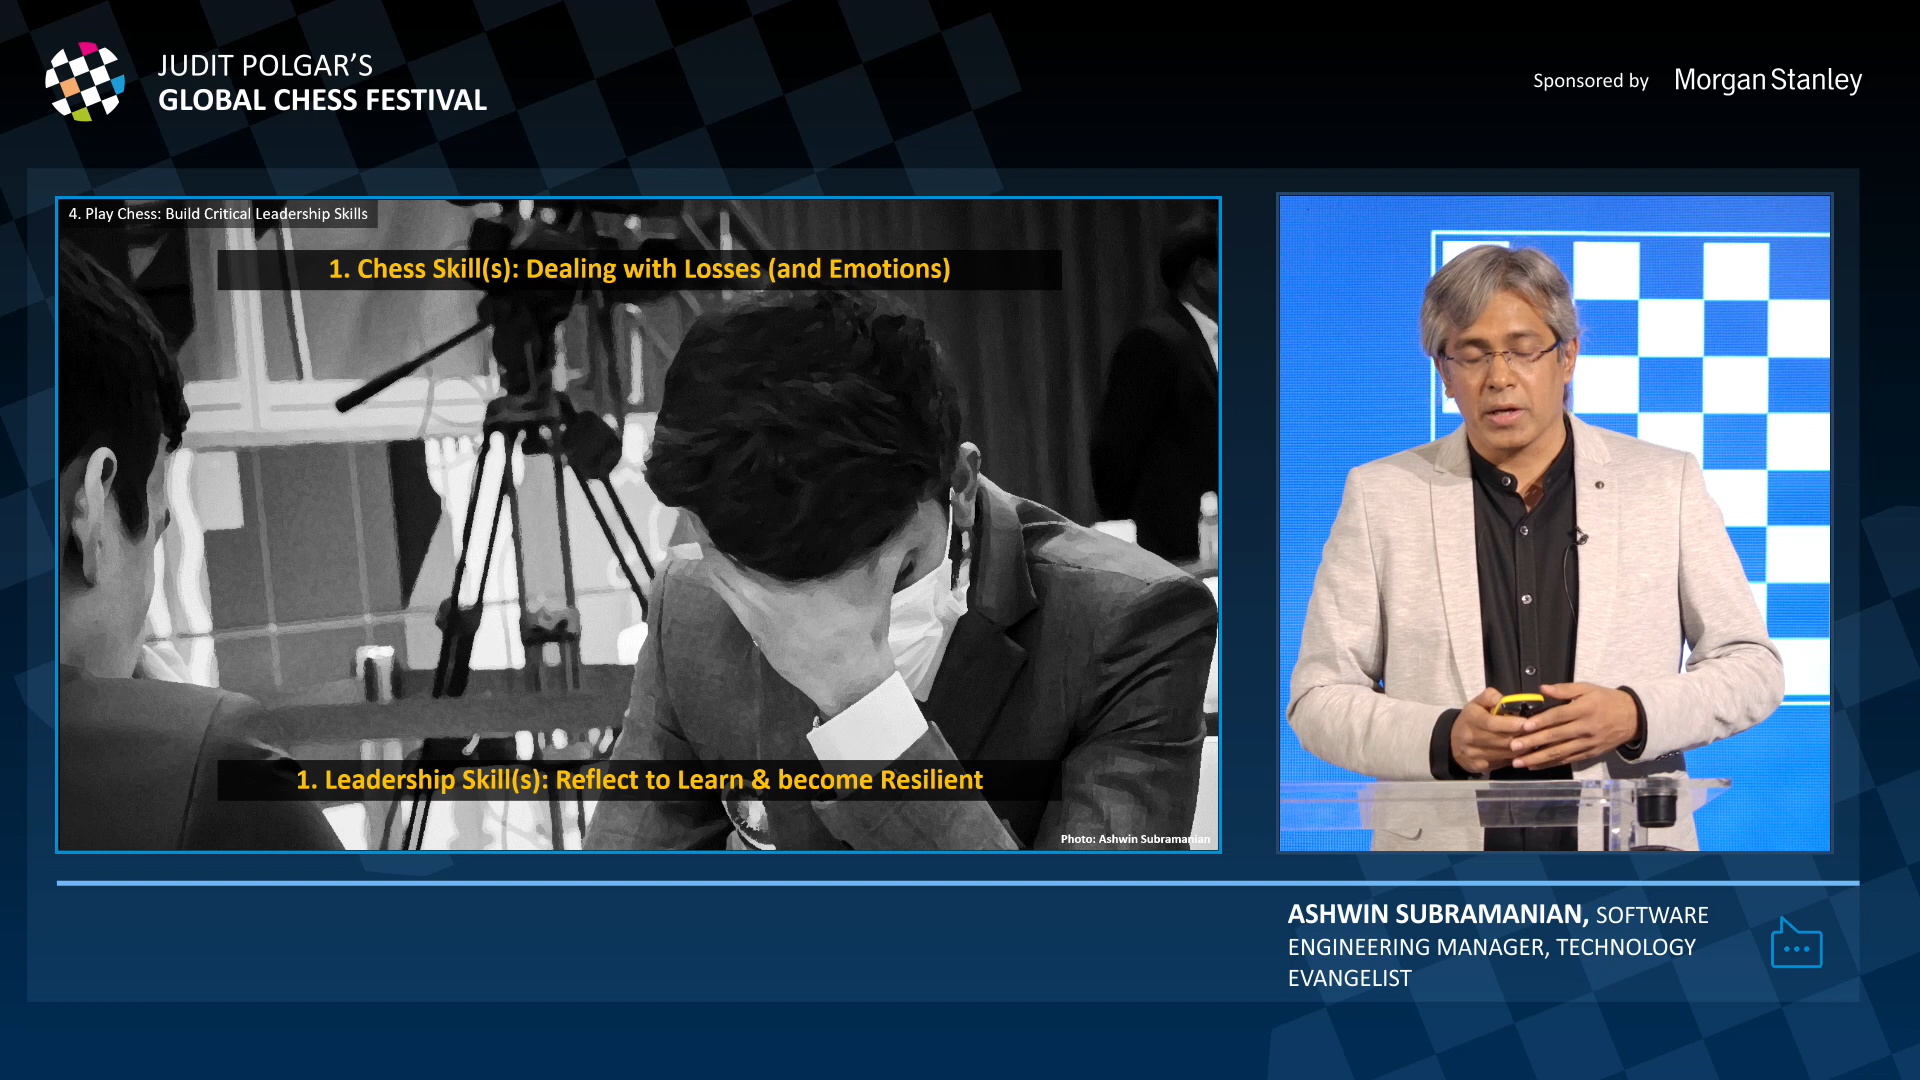 JUDIT POLGAR'S
GLOBAL CHESS FESTIVAL
Sponsored by Morgan Stanley
4. Play Chess: Build Critical Leadership Skills
1. Chess Skill(s): Dealing with Losses (and Emotions)
1. Leadership Skill(s): Reflect to Learn & become Resilient
Photo: Ashwin Subramanian
ASHWIN SUBRAMANIAN, SOFTWARE
ENGINEERING MANAGER, TECHNOLOGY
EVANGELIST